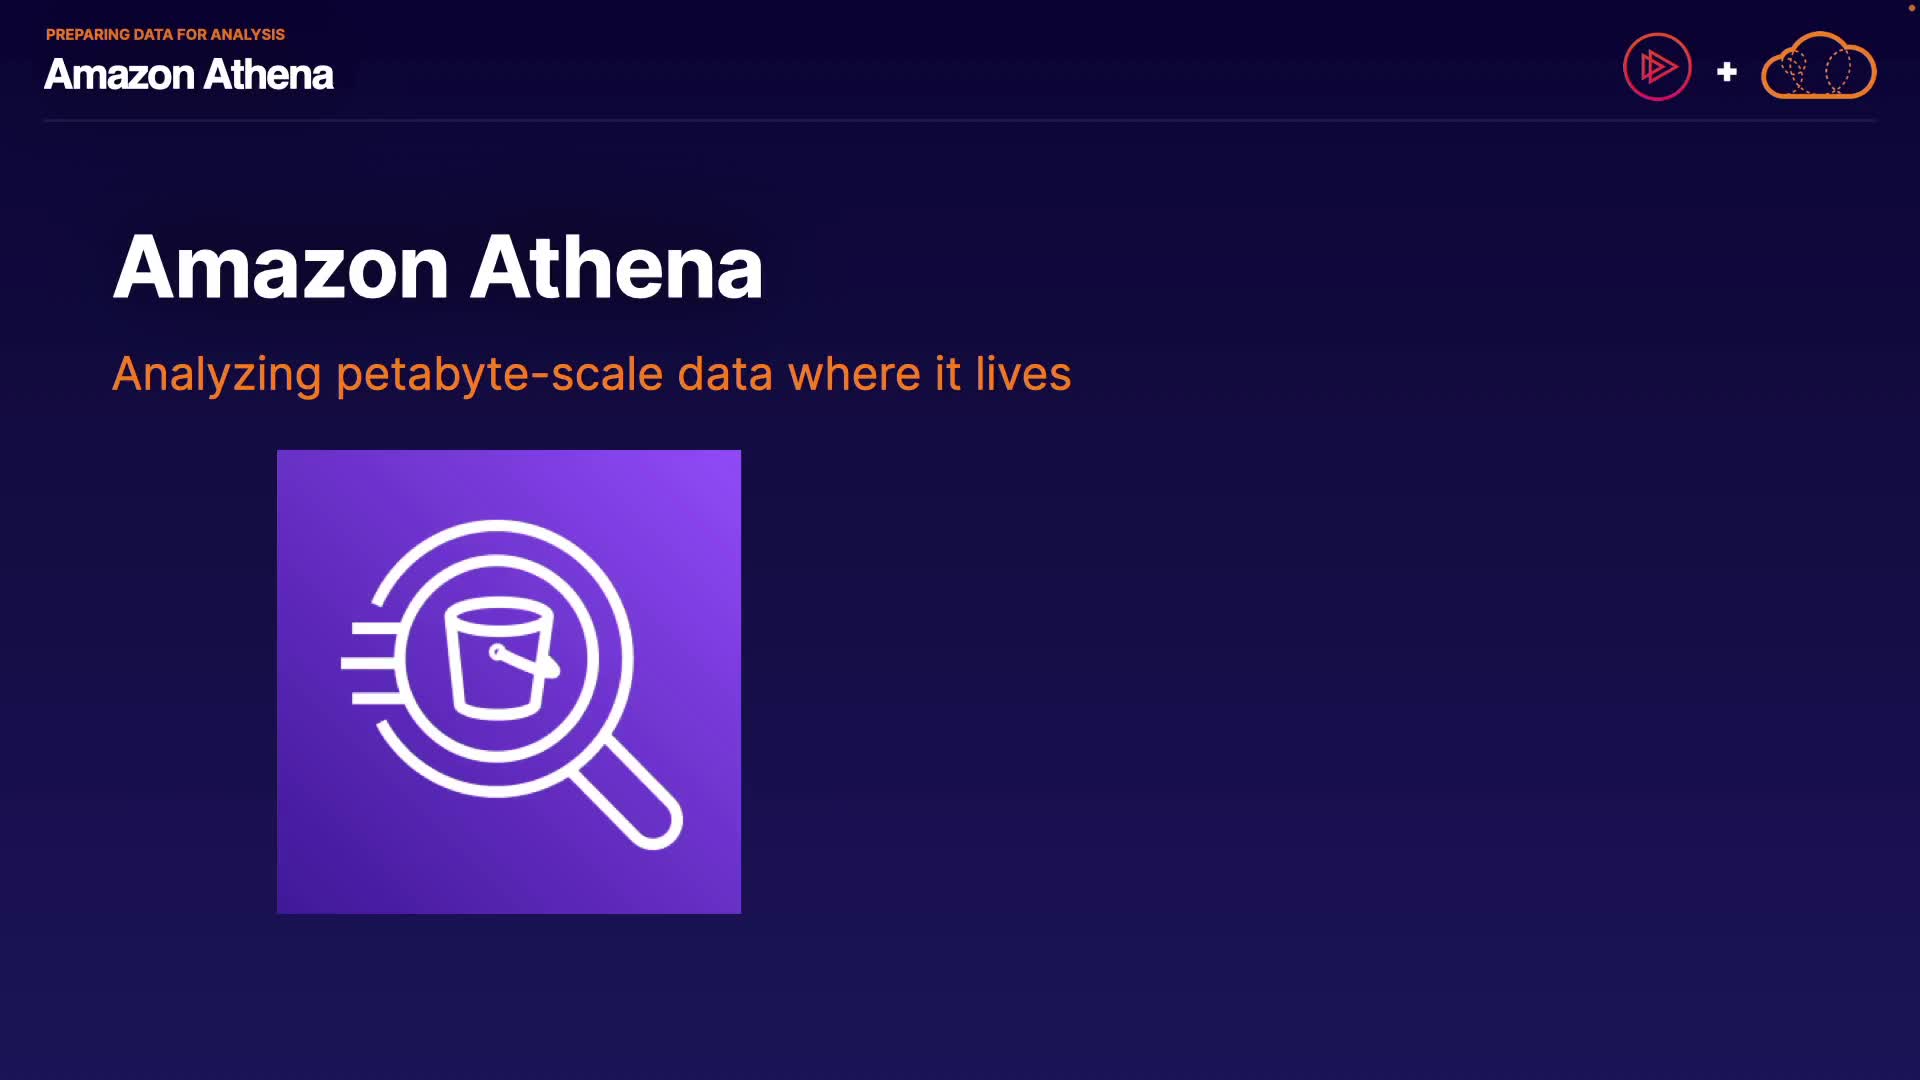 PREPARING DATA FOR ANALYSIS
Amazon Athena
Amazon Athena
Analyzing petabyte-scale data where it lives